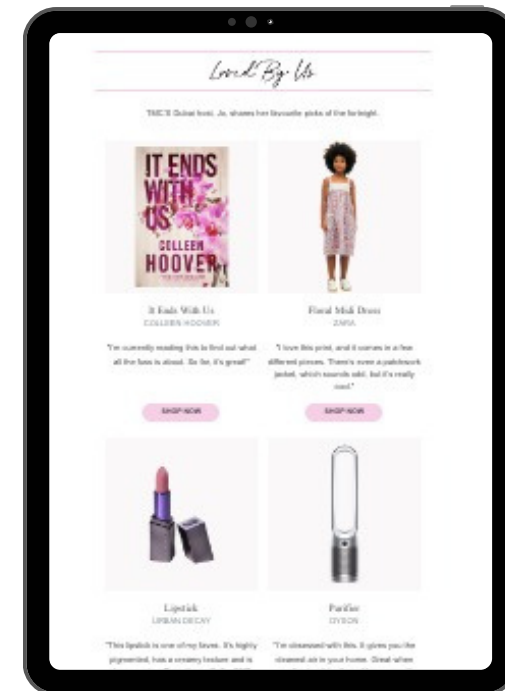 Loved By Us
TMC'S Dubai host, Jo, shares her favourite picks of the fortnight.
IT ENDS
WITH
US
COLLEEN
HOOVER
It Ends With Us
COLLEEN HOOVER
"I'm currently reading this to find out what
all the fuss is about. So far, it's great!"
SHOP NOW
Floral Midi Dress
ZARA
"I love this print, and it comes in a few
different pieces. There's even a patchwork
jacket, which sounds odd, but it's really
cool."
SHOP NOW
Lipstick
URBAN DECAY
"This lipstick is one of my faves. It's highly
pigmented, has a creamy texture and is
Purifier
DYSON
"I'm obsessed with this. It gives you the
cleanest air in your home. Great when